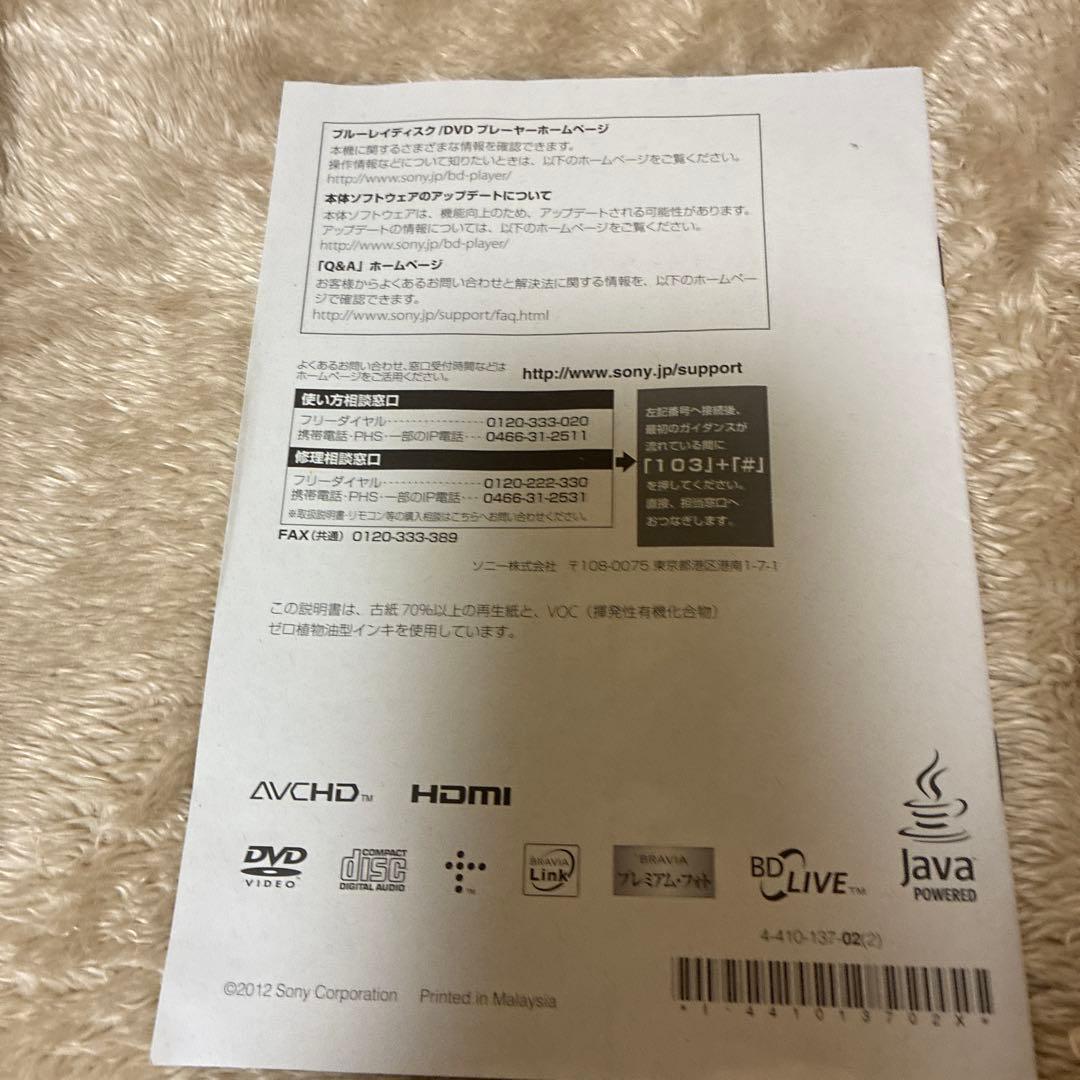 ブルーレイディスク/DVD プレーヤーホームページ
本機に関するさまざまな情報を確認できます。
操作情報などについて知りたいときは、以下のホームページをご覧ください。
http://www.sony.jp/bd-player/
本体ソフトウェアのアップデートについて
本体ソフトウェアは、機能向上のため、アップデートされる可能性があります。
アップデートの情報については、以下のホームページをご覧ください。
http://www.sony.jp/bd-player/
「Q&A」ホームページ
お客様からよくあるお問い合わせと解決法に関する情報を、以下のホームペー
ジで確認できます。
http://www.sony.jp/support/faq.html
よくあるお問い合わせ、窓口受付時間などは
ホームページをご活用ください。
http://www.sony.jp/support
使い方相談窓口
フリーダイヤル・・・・・・・・・・・・・・・0120-333-020
携帯電話・PHS・一部のIP電話・・・0466-31-2511
修理相談窓口
フリーダイヤル・・・・・・・・・・・・・・・0120-222-330
携帯電話・PHS・一部のIP電話・・・0466-31-2531
※取扱説明書・リモコン等の購入相談はこちらへお問い合わせください。
左記番号へ接続後、
最初のガイダンスが
流れている間に
「103」+「#」
を押してください。
直接、担当窓口へ
おつなぎします。
FAX(共通) 0120-333-389
ソニー株式会社 〒108-0075 東京都港区港南1-7-1
この説明書は、古紙70%以上の再生紙と、VOC(揮発性有機化合物)
ゼロ植物油型インキを使用しています。
AVCHD™ HDMI
DVD VIDEO
COMPACT disc DIGITAL AUDIO
™
BRAVIA Link
BRAVIA プレミアム・フォト
BD LIVE™
Java POWERED
4-410-137-02(2)
*I-441013702X*
©2012 Sony Corporation Printed in Malaysia